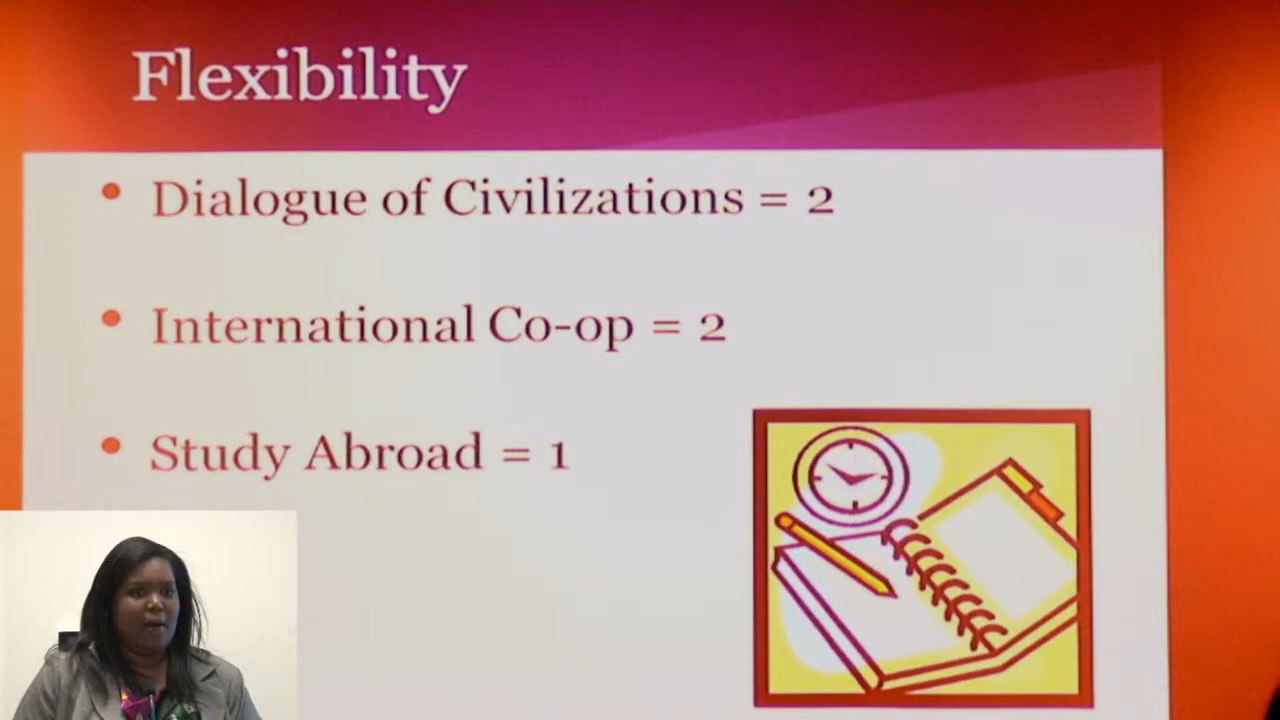 Flexibility
• Dialogue of Civilizations = 2
• International Co-op = 2
• Study Abroad = 1